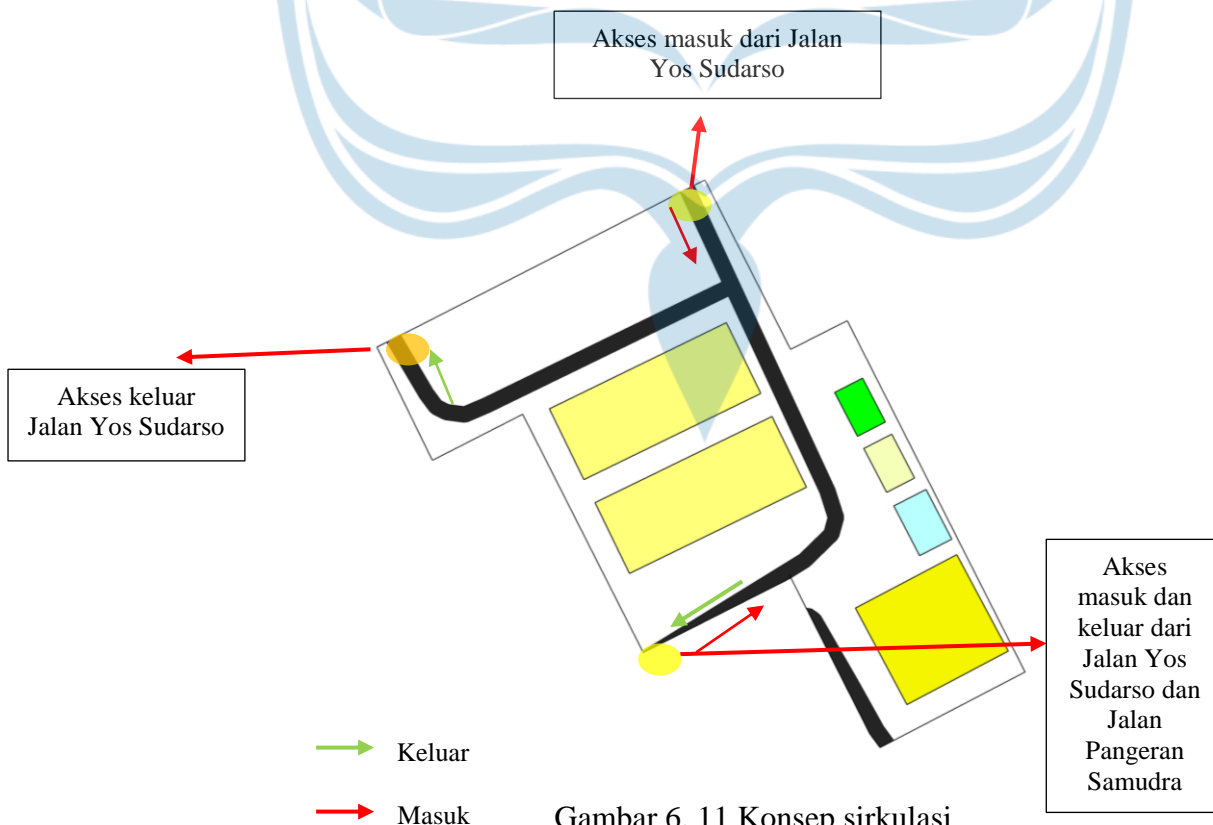 Akses masuk dari Jalan
Yos Sudarso
Akses keluar
Jalan Yos Sudarso
Akses
masuk dan
keluar dari
Jalan Yos
Sudarso dan
Jalan
Pangeran
Samudra
Keluar
Masuk
Gambar 6. 11 Konsep sirkulasi